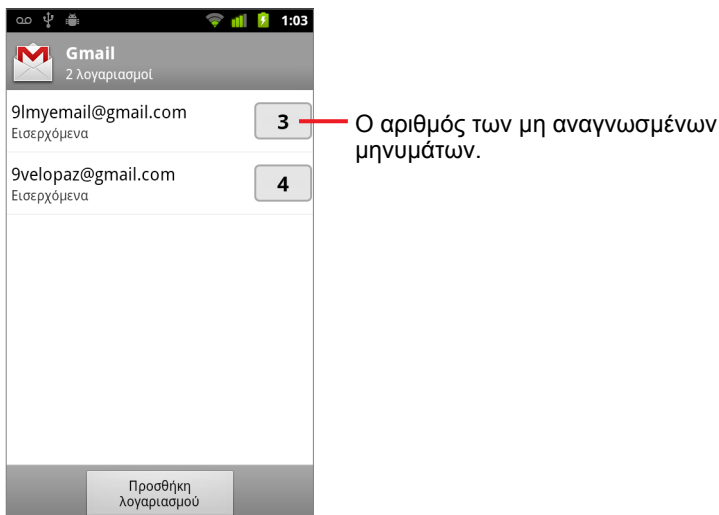 1:03
Gmail
2 λογαριασμοί
9lmyemail@gmail.com
Εισερχόμενα
3
9velopaz@gmail.com
Εισερχόμενα
4
Προσθήκη
λογαριασμού
Ο αριθμός των μη αναγνωσμένων
μηνυμάτων.